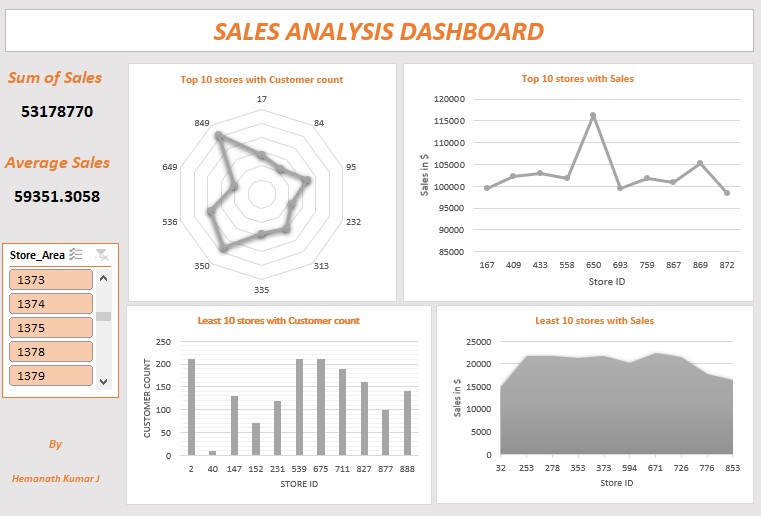 SALES ANALYSIS DASHBOARD
Sum of Sales
53178770
Average Sales
59351.3058
Store_Area
1373
1374
1375
1378
1379
By
Hemanath Kumar J
Top 10 stores with Customer count
17
84
95
232
313
335
350
536
649
849
Top 10 stores with Sales
Sales in $
120000
115000
110000
105000
100000
95000
90000
85000
167 409 433 558 650 693 759 867 869 872
Store ID
Least 10 stores with Customer count
CUSTOMER COUNT
250
200
150
100
50
0
2 40 147 152 231 539 675 711 827 877 888
STORE ID
Least 10 stores with Sales
Sales in $
25000
20000
15000
10000
5000
0
32 253 278 353 373 594 671 726 776 853
Store ID